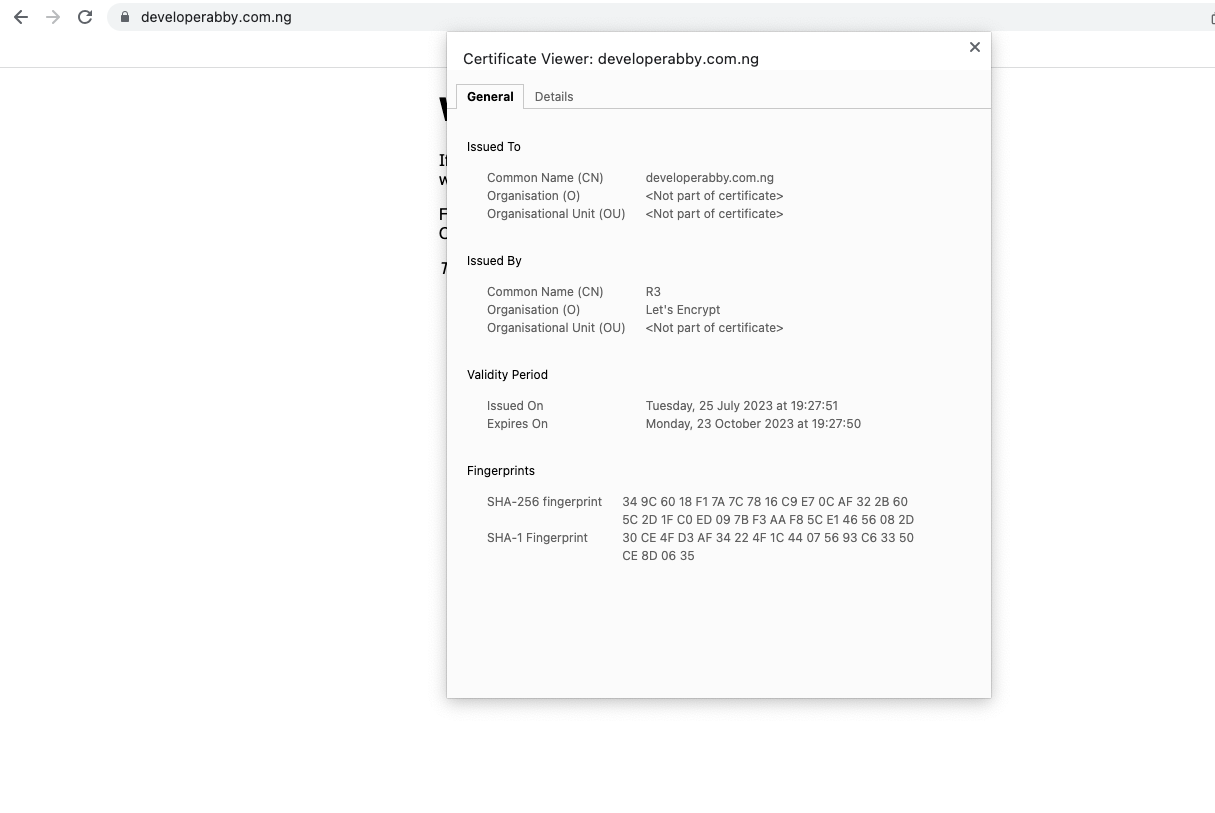 developerabby.com.ng
Certificate Viewer: developerabby.com.ng
General Details
Issued To
Common Name (CN) developerabby.com.ng
Organisation (O) <Not part of certificate>
Organisational Unit (OU) <Not part of certificate>
Issued By
Common Name (CN) R3
Organisation (O) Let's Encrypt
Organisational Unit (OU) <Not part of certificate>
Validity Period
Issued On Tuesday, 25 July 2023 at 19:27:51
Expires On Monday, 23 October 2023 at 19:27:50
Fingerprints
SHA-256 fingerprint 34 9C 60 18 F1 7A 7C 78 16 C9 E7 0C AF 32 2B 60
5C 2D 1F C0 ED 09 7B F3 AA F8 5C E1 46 56 08 2D
SHA-1 Fingerprint 30 CE 4F D3 AF 34 22 4F 1C 44 07 56 93 C6 33 50
CE 8D 06 35